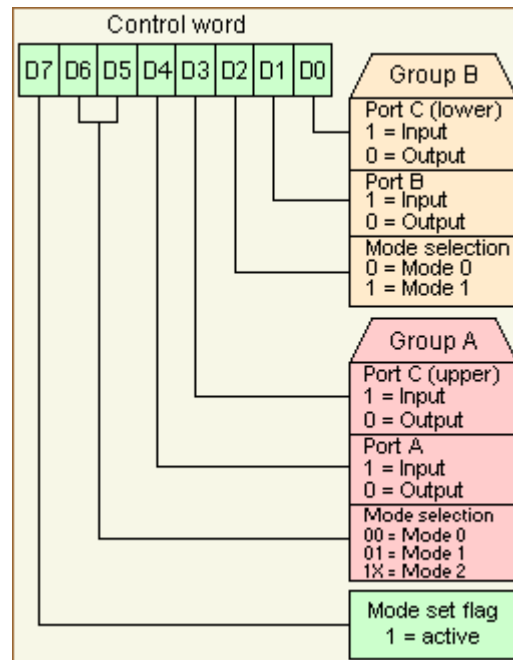 Control word
D7 D6 D5 D4 D3 D2 D1 D0
Group B
Port C (lower)
1 = Input
0 = Output
Port B
1 = Input
0 = Output
Mode selection
0 = Mode 0
1 = Mode 1
Group A
Port C (upper)
1 = Input
0 = Output
Port A
1 = Input
0 = Output
Mode selection
00 = Mode 0
01 = Mode 1
1X = Mode 2
Mode set flag
1 = active